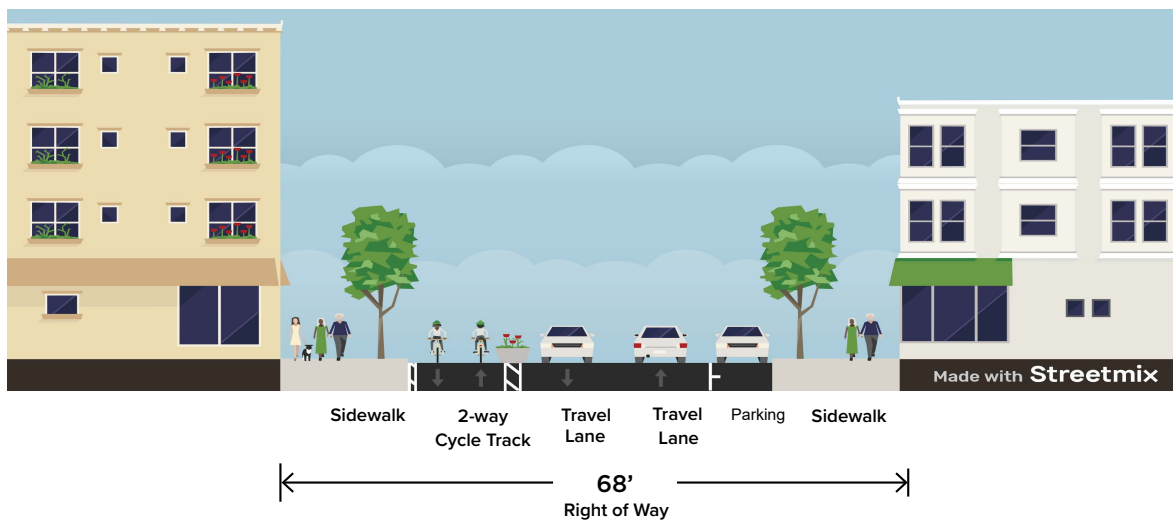 Made with Streetmix
Sidewalk
2-way
Cycle Track
Travel
Lane
Travel
Lane
Parking
Sidewalk
68’
Right of Way